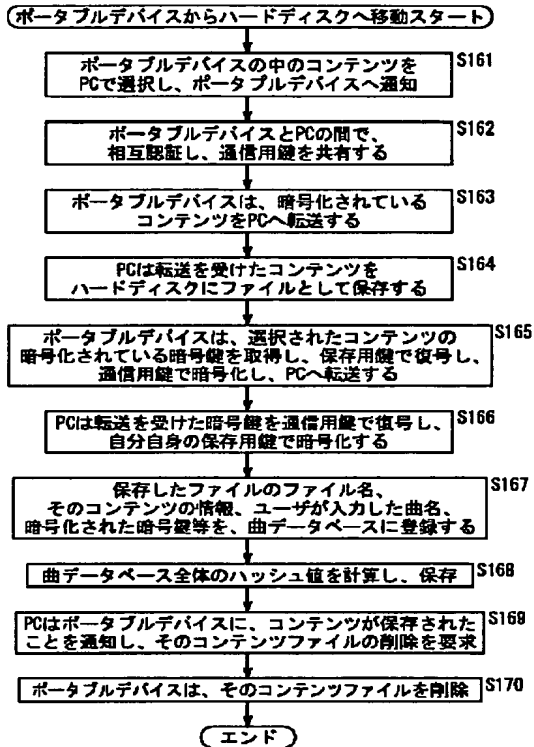 ポータブルデバイスからハードディスクへ移動スタート
ポータブルデバイスの中のコンテンツを
PCで選択し、ポータブルデバイスへ通知
S161
ポータブルデバイスとPCの間で、
相互認証し、通信用鍵を共有する
S162
ポータブルデバイスは、暗号化されている
コンテンツをPCへ転送する
S163
PCは転送を受けたコンテンツを
ハードディスクにファイルとして保存する
S164
ポータブルデバイスは、選択されたコンテンツの
暗号化されている暗号鍵を取得し、保存用鍵で復号し、
通信用鍵で暗号化し、PCへ転送する
S165
PCは転送を受けた暗号鍵を通信用鍵で復号し、
自分自身の保存用鍵で暗号化する
S166
保存したファイルのファイル名、
そのコンテンツの情報、ユーザが入力した曲名、
暗号化された暗号鍵等を、曲データベースに登録する
S167
曲データベース全体のハッシュ値を計算し、保存
S168
PCはポータブルデバイスに、コンテンツが保存された
ことを通知し、そのコンテンツファイルの削除を要求
S169
ポータブルデバイスは、そのコンテンツファイルを削除
S170
エンド